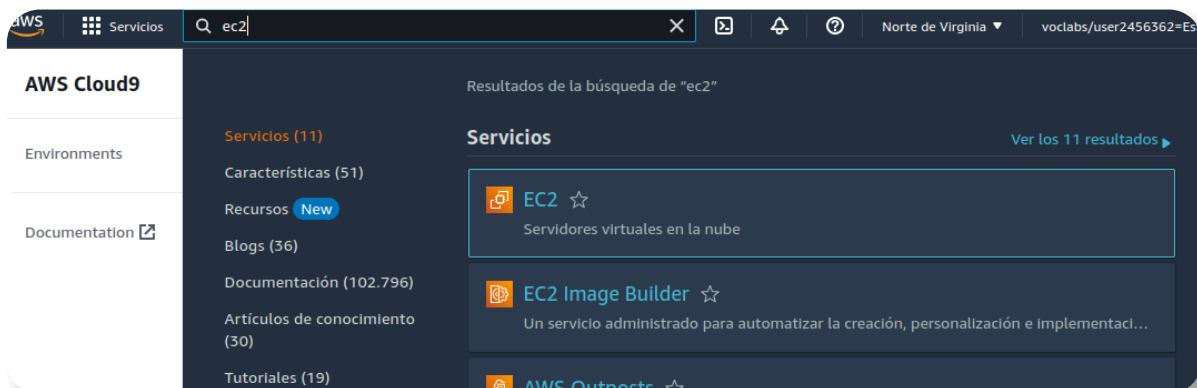 aws
Servicios
ec2
Norte de Virginia ▼
voclabs/user2456362=Es
AWS Cloud9
Environments
Documentation
Resultados de la búsqueda de “ec2”
Servicios (11)
Características (51)
Recursos New
Blogs (36)
Documentación (102.796)
Artículos de conocimiento
(30)
Tutoriales (19)
Servicios
Ver los 11 resultados ▶
EC2
Servidores virtuales en la nube
EC2 Image Builder
Un servicio administrado para automatizar la creación, personalización e implementaci...
AWS Outposts